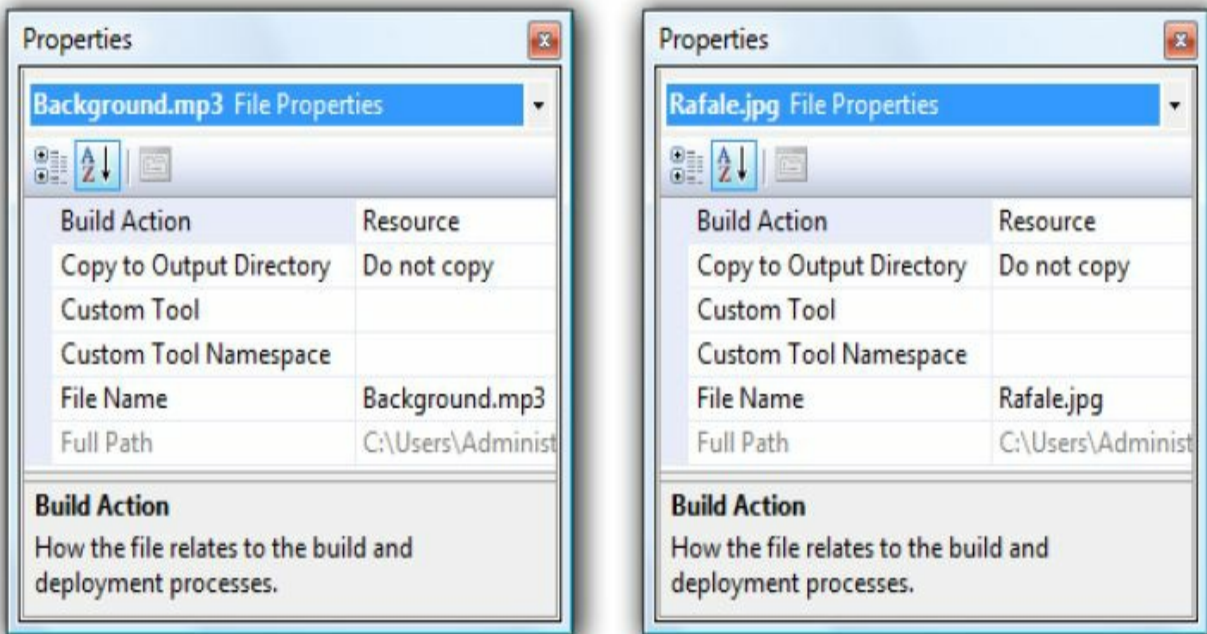 Properties
Background.mp3 File Properties
Build Action Resource
Copy to Output Directory Do not copy
Custom Tool
Custom Tool Namespace
File Name Background.mp3
Full Path C:\Users\Administ
Build Action
How the file relates to the build and
deployment processes.
Properties
Rafale.jpg File Properties
Build Action Resource
Copy to Output Directory Do not copy
Custom Tool
Custom Tool Namespace
File Name Rafale.jpg
Full Path C:\Users\Administ
Build Action
How the file relates to the build and
deployment processes.